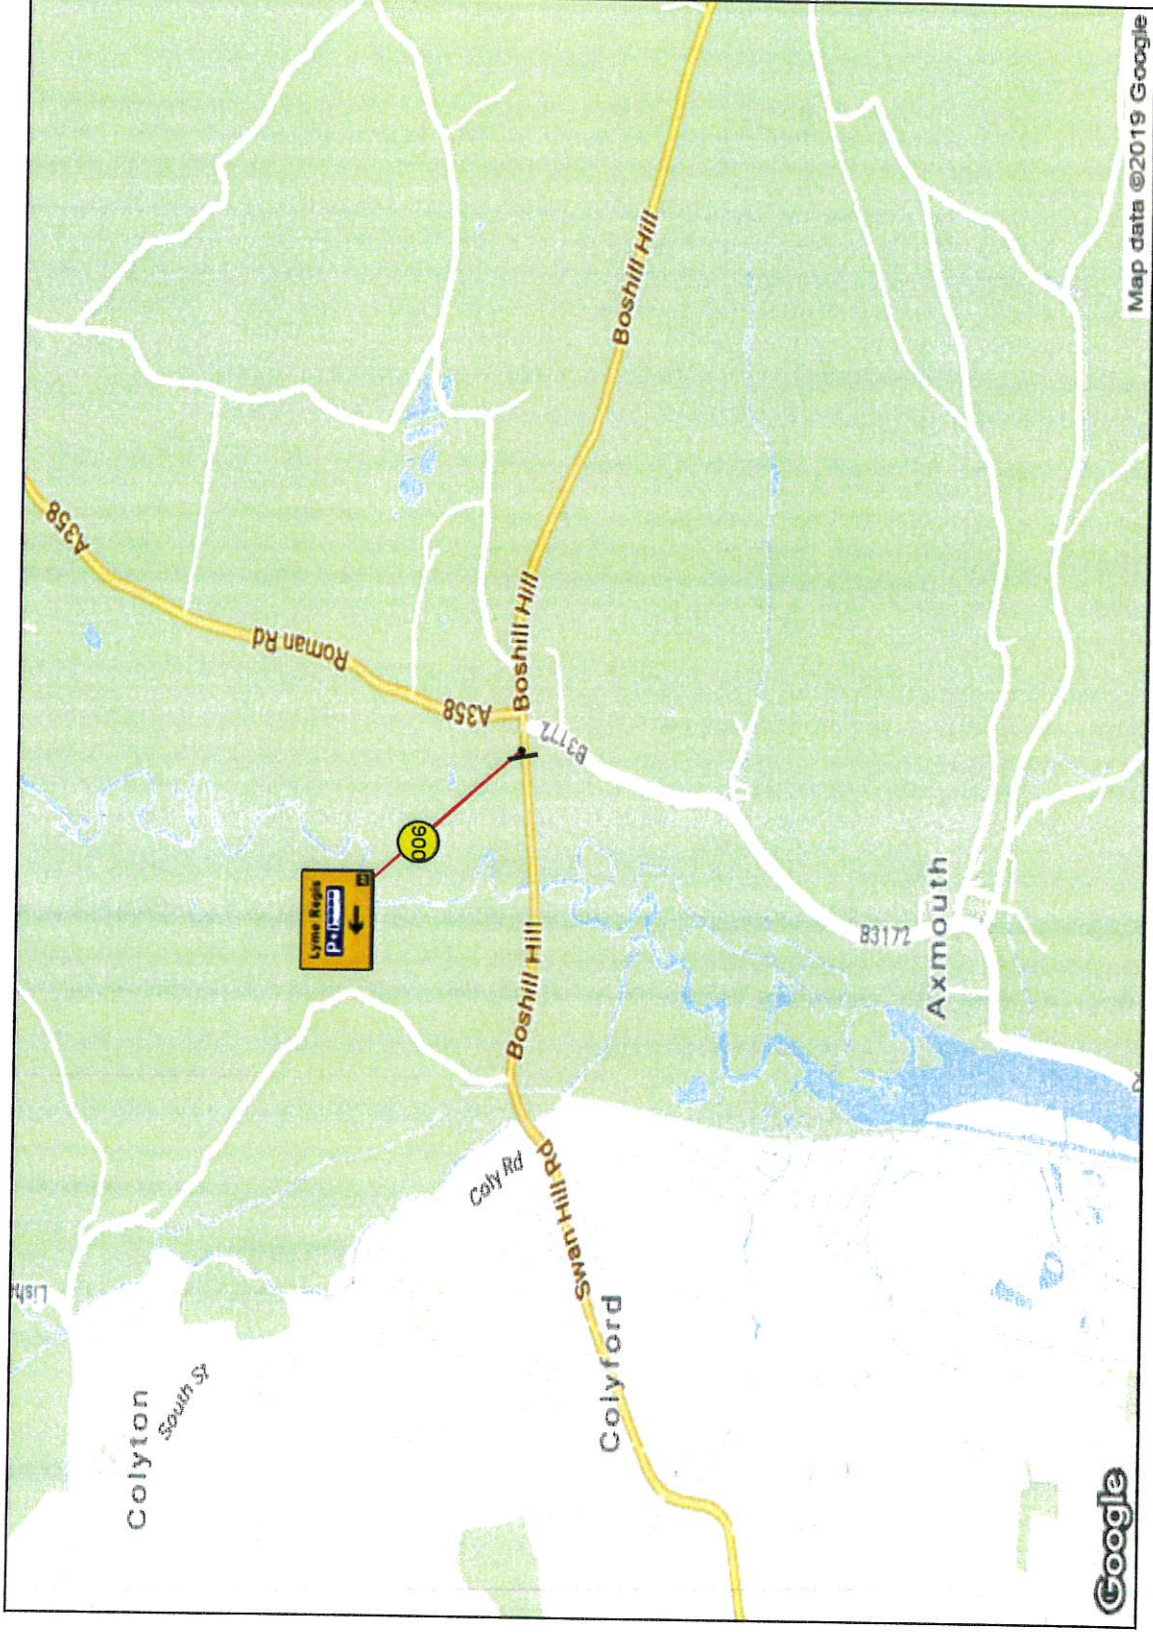 Colyton
South St
Coly Rd
Colyford
Swan Hill Rd
Boshill Hill
Lyme Regis
P+
006
A358
Roman Rd
A358
Boshill Hill
Boshill Hill
B3172
B3172
Axmouth
Google
Map data ©2019 Google